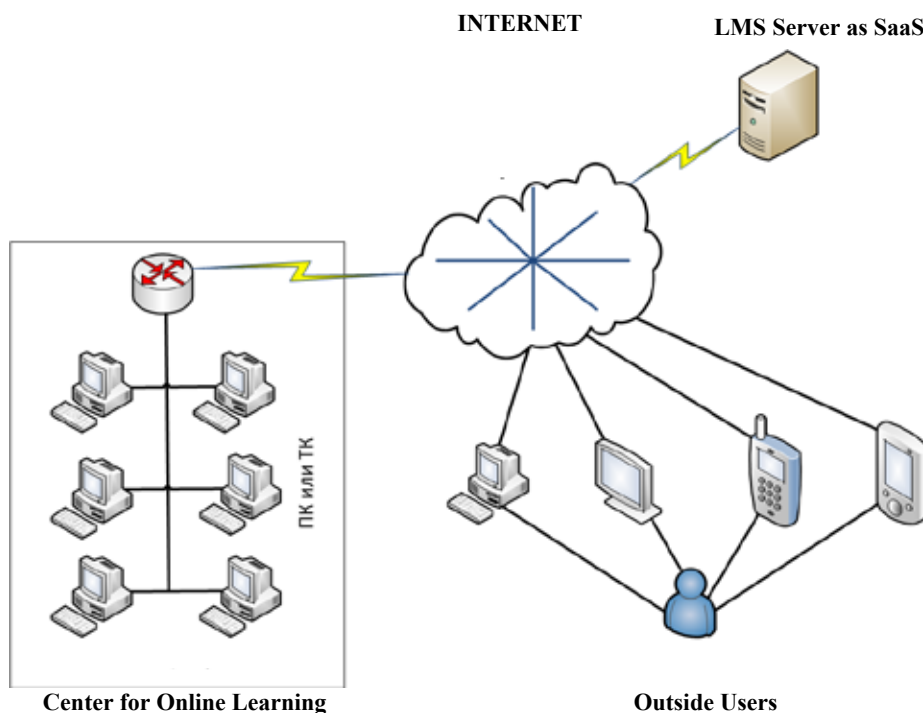 INTERNET
LMS Server as SaaS
ПК или ТК
Center for Online Learning
Outside Users